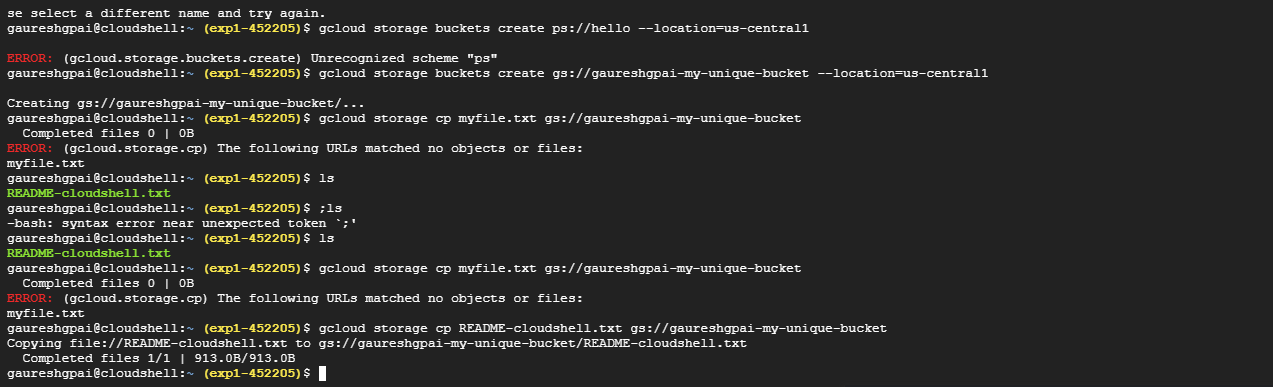 se select a different name and try again.
gaureshgpai@cloudshell:~ (exp1-452205)$ gcloud storage buckets create ps://hello --location=us-central1
ERROR: (gcloud.storage.buckets.create) Unrecognized scheme "ps"
gaureshgpai@cloudshell:~ (exp1-452205)$ gcloud storage buckets create gs://gaureshgpai-my-unique-bucket --location=us-central1
Creating gs://gaureshgpai-my-unique-bucket/...
gaureshgpai@cloudshell:~ (exp1-452205)$ gcloud storage cp myfile.txt gs://gaureshgpai-my-unique-bucket
  Completed files 0 | 0B
ERROR: (gcloud.storage.cp) The following URLs matched no objects or files:
myfile.txt
gaureshgpai@cloudshell:~ (exp1-452205)$ ls
README-cloudshell.txt
gaureshgpai@cloudshell:~ (exp1-452205)$ ;ls
-bash: syntax error near unexpected token `;'
gaureshgpai@cloudshell:~ (exp1-452205)$ ls
README-cloudshell.txt
gaureshgpai@cloudshell:~ (exp1-452205)$ gcloud storage cp myfile.txt gs://gaureshgpai-my-unique-bucket
  Completed files 0 | 0B
ERROR: (gcloud.storage.cp) The following URLs matched no objects or files:
myfile.txt
gaureshgpai@cloudshell:~ (exp1-452205)$ gcloud storage cp README-cloudshell.txt gs://gaureshgpai-my-unique-bucket
Copying file://README-cloudshell.txt to gs://gaureshgpai-my-unique-bucket/README-cloudshell.txt
  Completed files 1/1 | 913.0B/913.0B
gaureshgpai@cloudshell:~ (exp1-452205)$